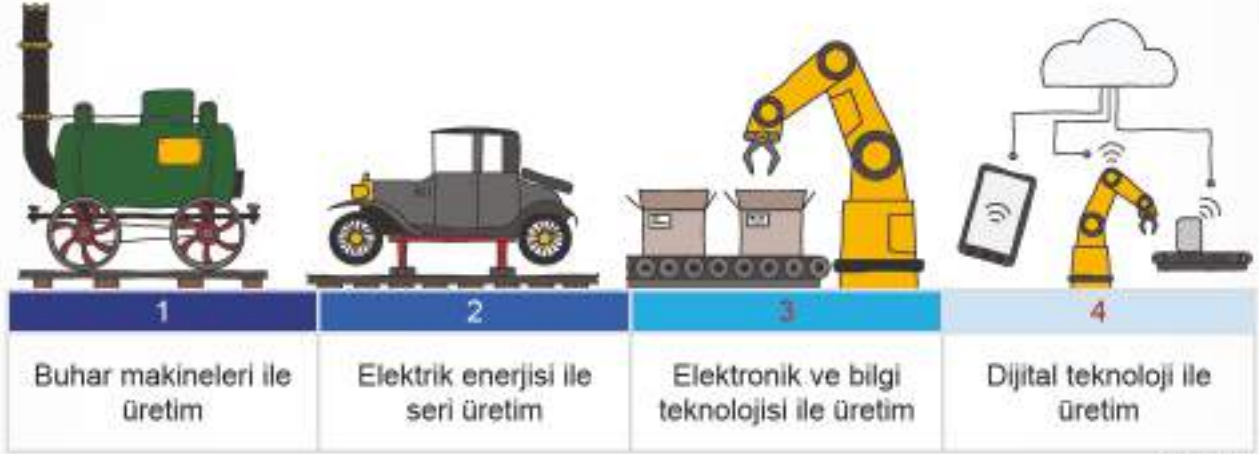 1
2
3
4
Buhar makineleri ile
üretim
Elektrik enerjisi ile
seri üretim
Elektronik ve bilgi
teknolojisi ile üretim
Dijital teknoloji ile
üretim